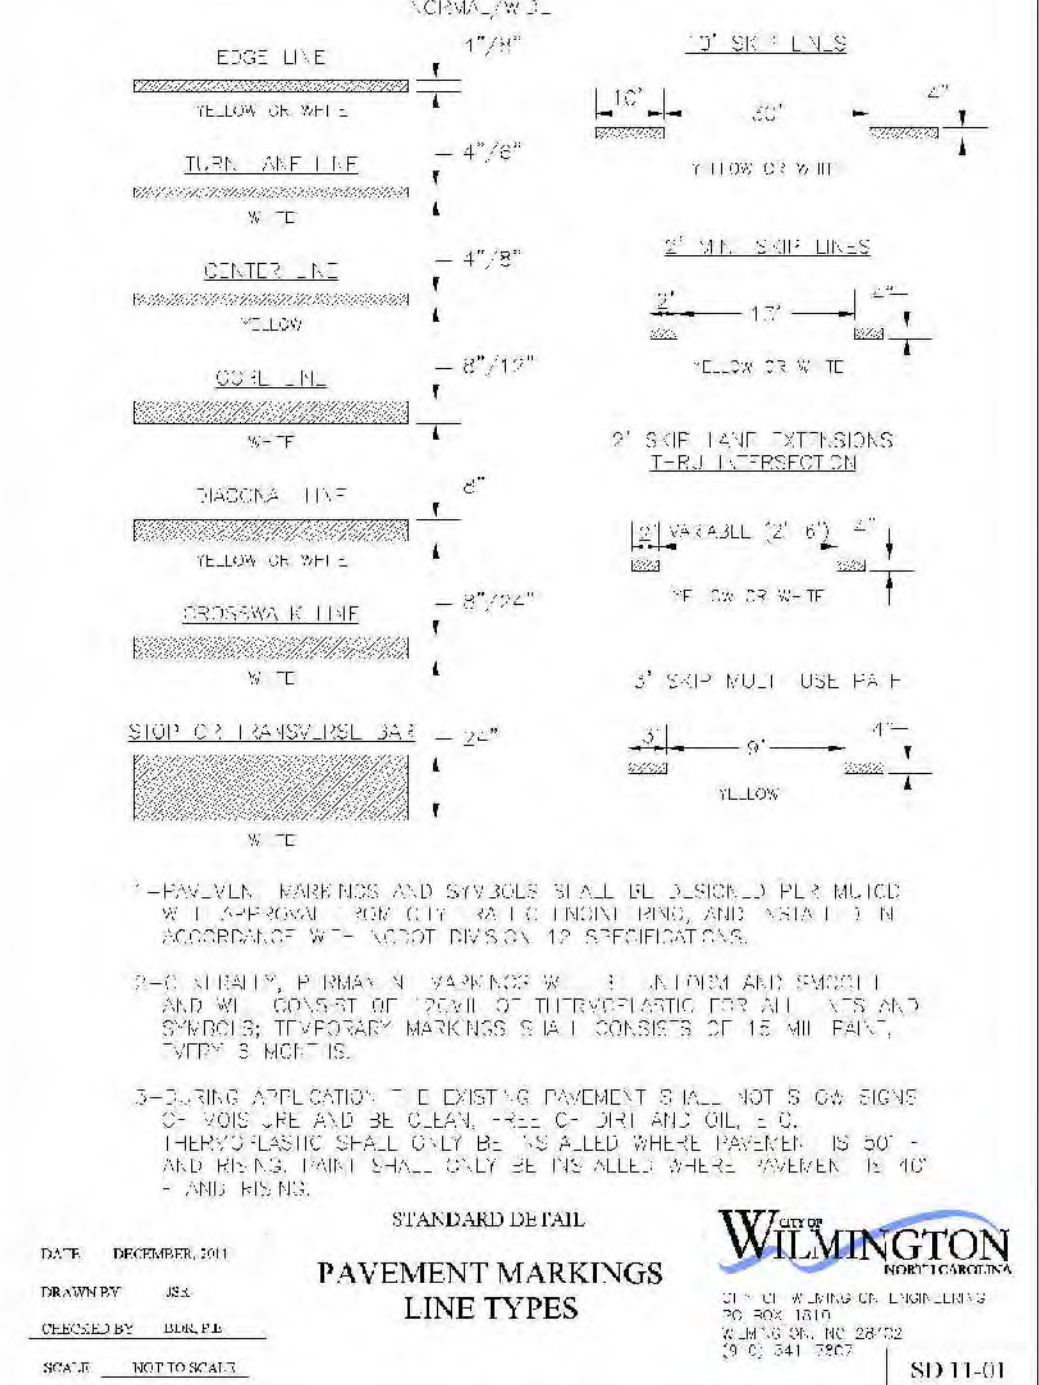 NORMAL/WIDE
EDGE LINE
4"/8"
YELLOW OR WHITE
TURN LANE LINE
4"/6"
WHITE
CENTER LINE
4"/8"
YELLOW
GORE LINE
8"/12"
WHITE
DIAGONAL LINE
8"
YELLOW OR WHITE
CROSSWALK LINE
8"/24"
WHITE
STOP OR TRANSVERSE BAR
24"
WHITE
10' SKIP LINES
10'
30'
4"
YELLOW OR WHITE
2' MINI SKIP LINES
2'
13'
4"
YELLOW OR WHITE
2' SKIP LANE EXTENSIONS
THRU INTERSECTION
2'
VARIABLE (2'-6')
4"
YELLOW OR WHITE
3' SKIP MULTI USE PATH
3'
9'
4"
YELLOW
1-PAVEMENT MARKINGS AND SYMBOLS SHALL BE DESIGNED PER MUTCD
WITH APPROVAL FROM CITY TRAFFIC ENGINEERING, AND INSTALLED IN
ACCORDANCE WITH NCDOT DIVISION 12 SPECIFICATIONS.
2-GENERALLY, PERMANENT MARKINGS WILL BE UNIFORM AND SMOOTH
AND WILL CONSIST OF 120MIL OF THERMOPLASTIC FOR ALL LINES AND
SYMBOLS; TEMPORARY MARKINGS SHALL CONSISTS OF 15 MIL PAINT,
EVERY MONTHS.
3-DURING APPLICATION THE EXISTING PAVEMENT SHALL NOT SHOW SIGNS
OF MOISTURE AND BE CLEAN, FREE OF DIRT AND OIL, ETC.
THERMOPLASTIC SHALL ONLY BE INSTALLED WHERE PAVEMENT IS 50° F
AND RISING. PAINT SHALL ONLY BE INSTALLED WHERE PAVEMENT IS 40°
F AND RISING.
STANDARD DETAIL
PAVEMENT MARKINGS
LINE TYPES
DATE DECEMBER, 2011
DRAWN BY JSR
CHECKED BY BDR, P.E.
SCALE NOT TO SCALE
CITY OF
WILMINGTON
NORTH CAROLINA
CITY OF WILMINGTON ENGINEERING
PO BOX 1810
WILMINGTON, NC 28402
(910) 341-7807
SD 11-01